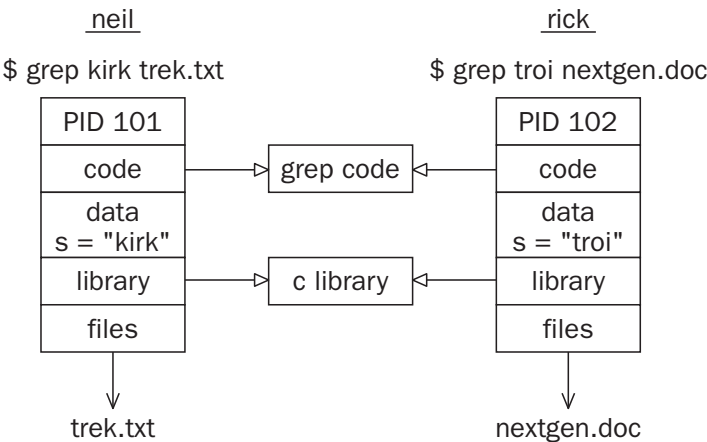 neil
rick
$ grep kirk trek.txt
$ grep troi nextgen.doc
PID 101
code
data
s = "kirk"
library
files
trek.txt
grep code
c library
PID 102
code
data
s = "troi"
library
files
nextgen.doc